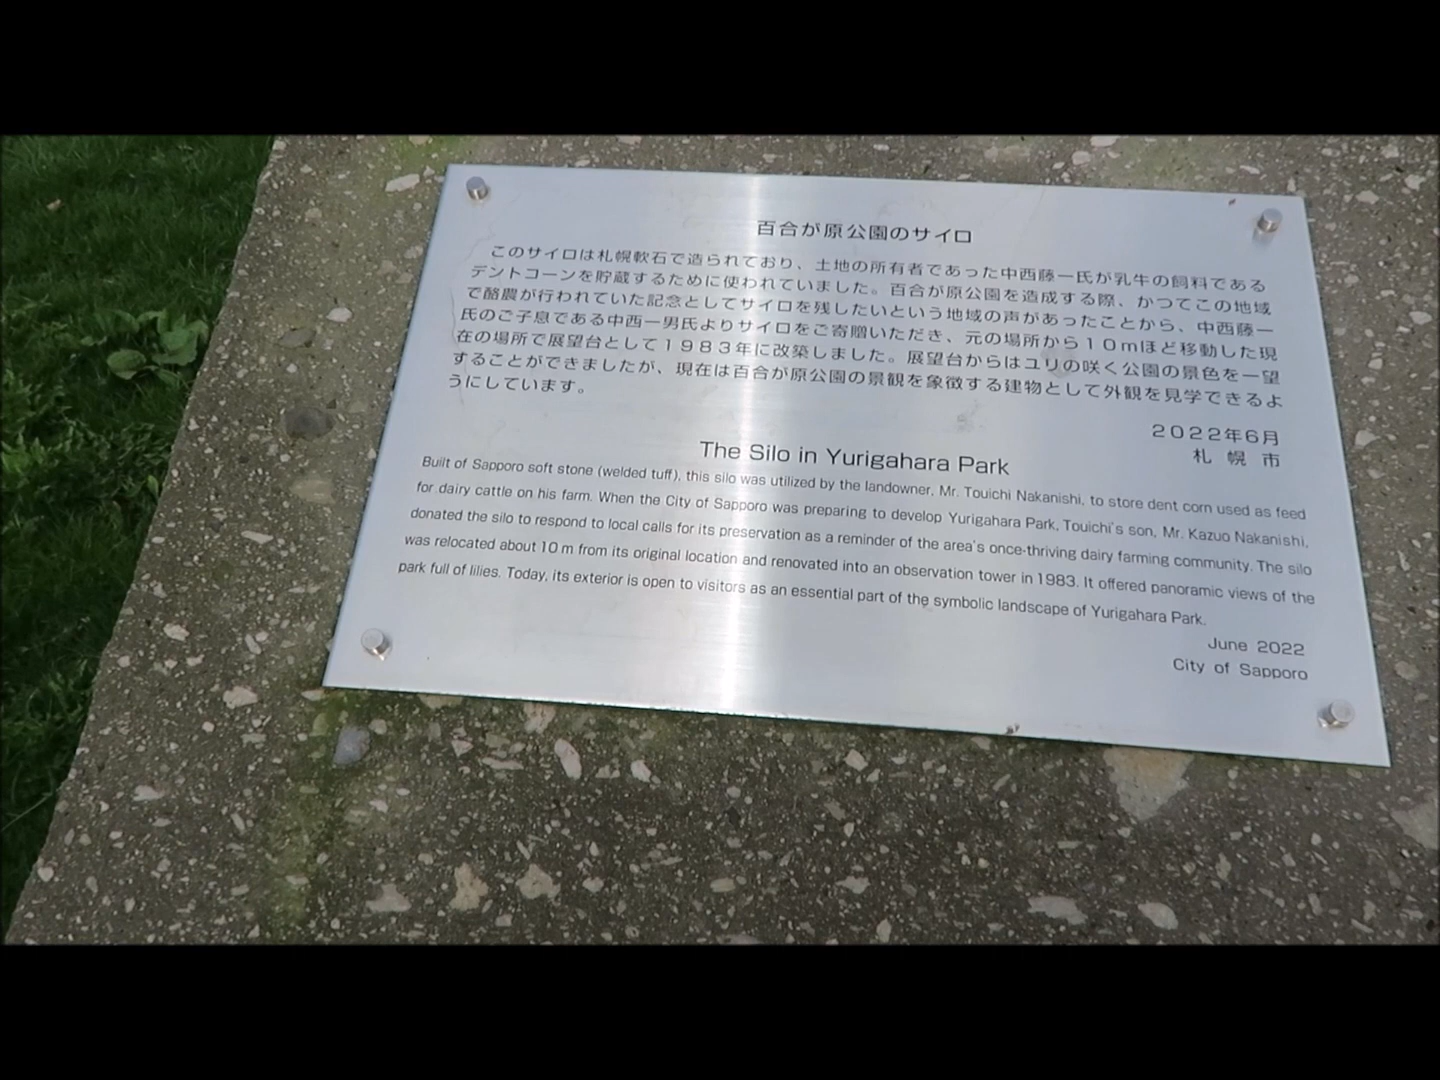 百合が原公園のサイロ
このサイロは札幌軟石で造られており、土地の所有者であった中西藤一氏が乳牛の飼料である
デントコーンを貯蔵するために使われていました。百合が原公園を造成する際、かつてこの地域
で酪農が行われていた記念としてサイロを残したいという地域の声があったことから、中西藤一
氏のご子息である中西一男氏よりサイロをご寄贈いただき、元の場所から１０ｍほど移動した現
在の場所で展望台として１９８３年に改築しました。展望台からはユリの咲く公園の景色を一望
することができましたが、現在は百合が原公園の景観を象徴する建物として外観を見学できるよ
うにしています。
２０２２年６月
札 幌 市
The Silo in Yurigahara Park
Built of Sapporo soft stone (welded tuff), this silo was utilized by the landowner, Mr. Touichi Nakanishi, to store dent corn used as feed
for dairy cattle on his farm. When the City of Sapporo was preparing to develop Yurigahara Park, Touichi's son, Mr. Kazuo Nakanishi,
donated the silo to respond to local calls for its preservation as a reminder of the area's once-thriving dairy farming community. The silo
was relocated about 10 m from its original location and renovated into an observation tower in 1983. It offered panoramic views of the
park full of lilies. Today, its exterior is open to visitors as an essential part of the symbolic landscape of Yurigahara Park.
June 2022
City of Sapporo